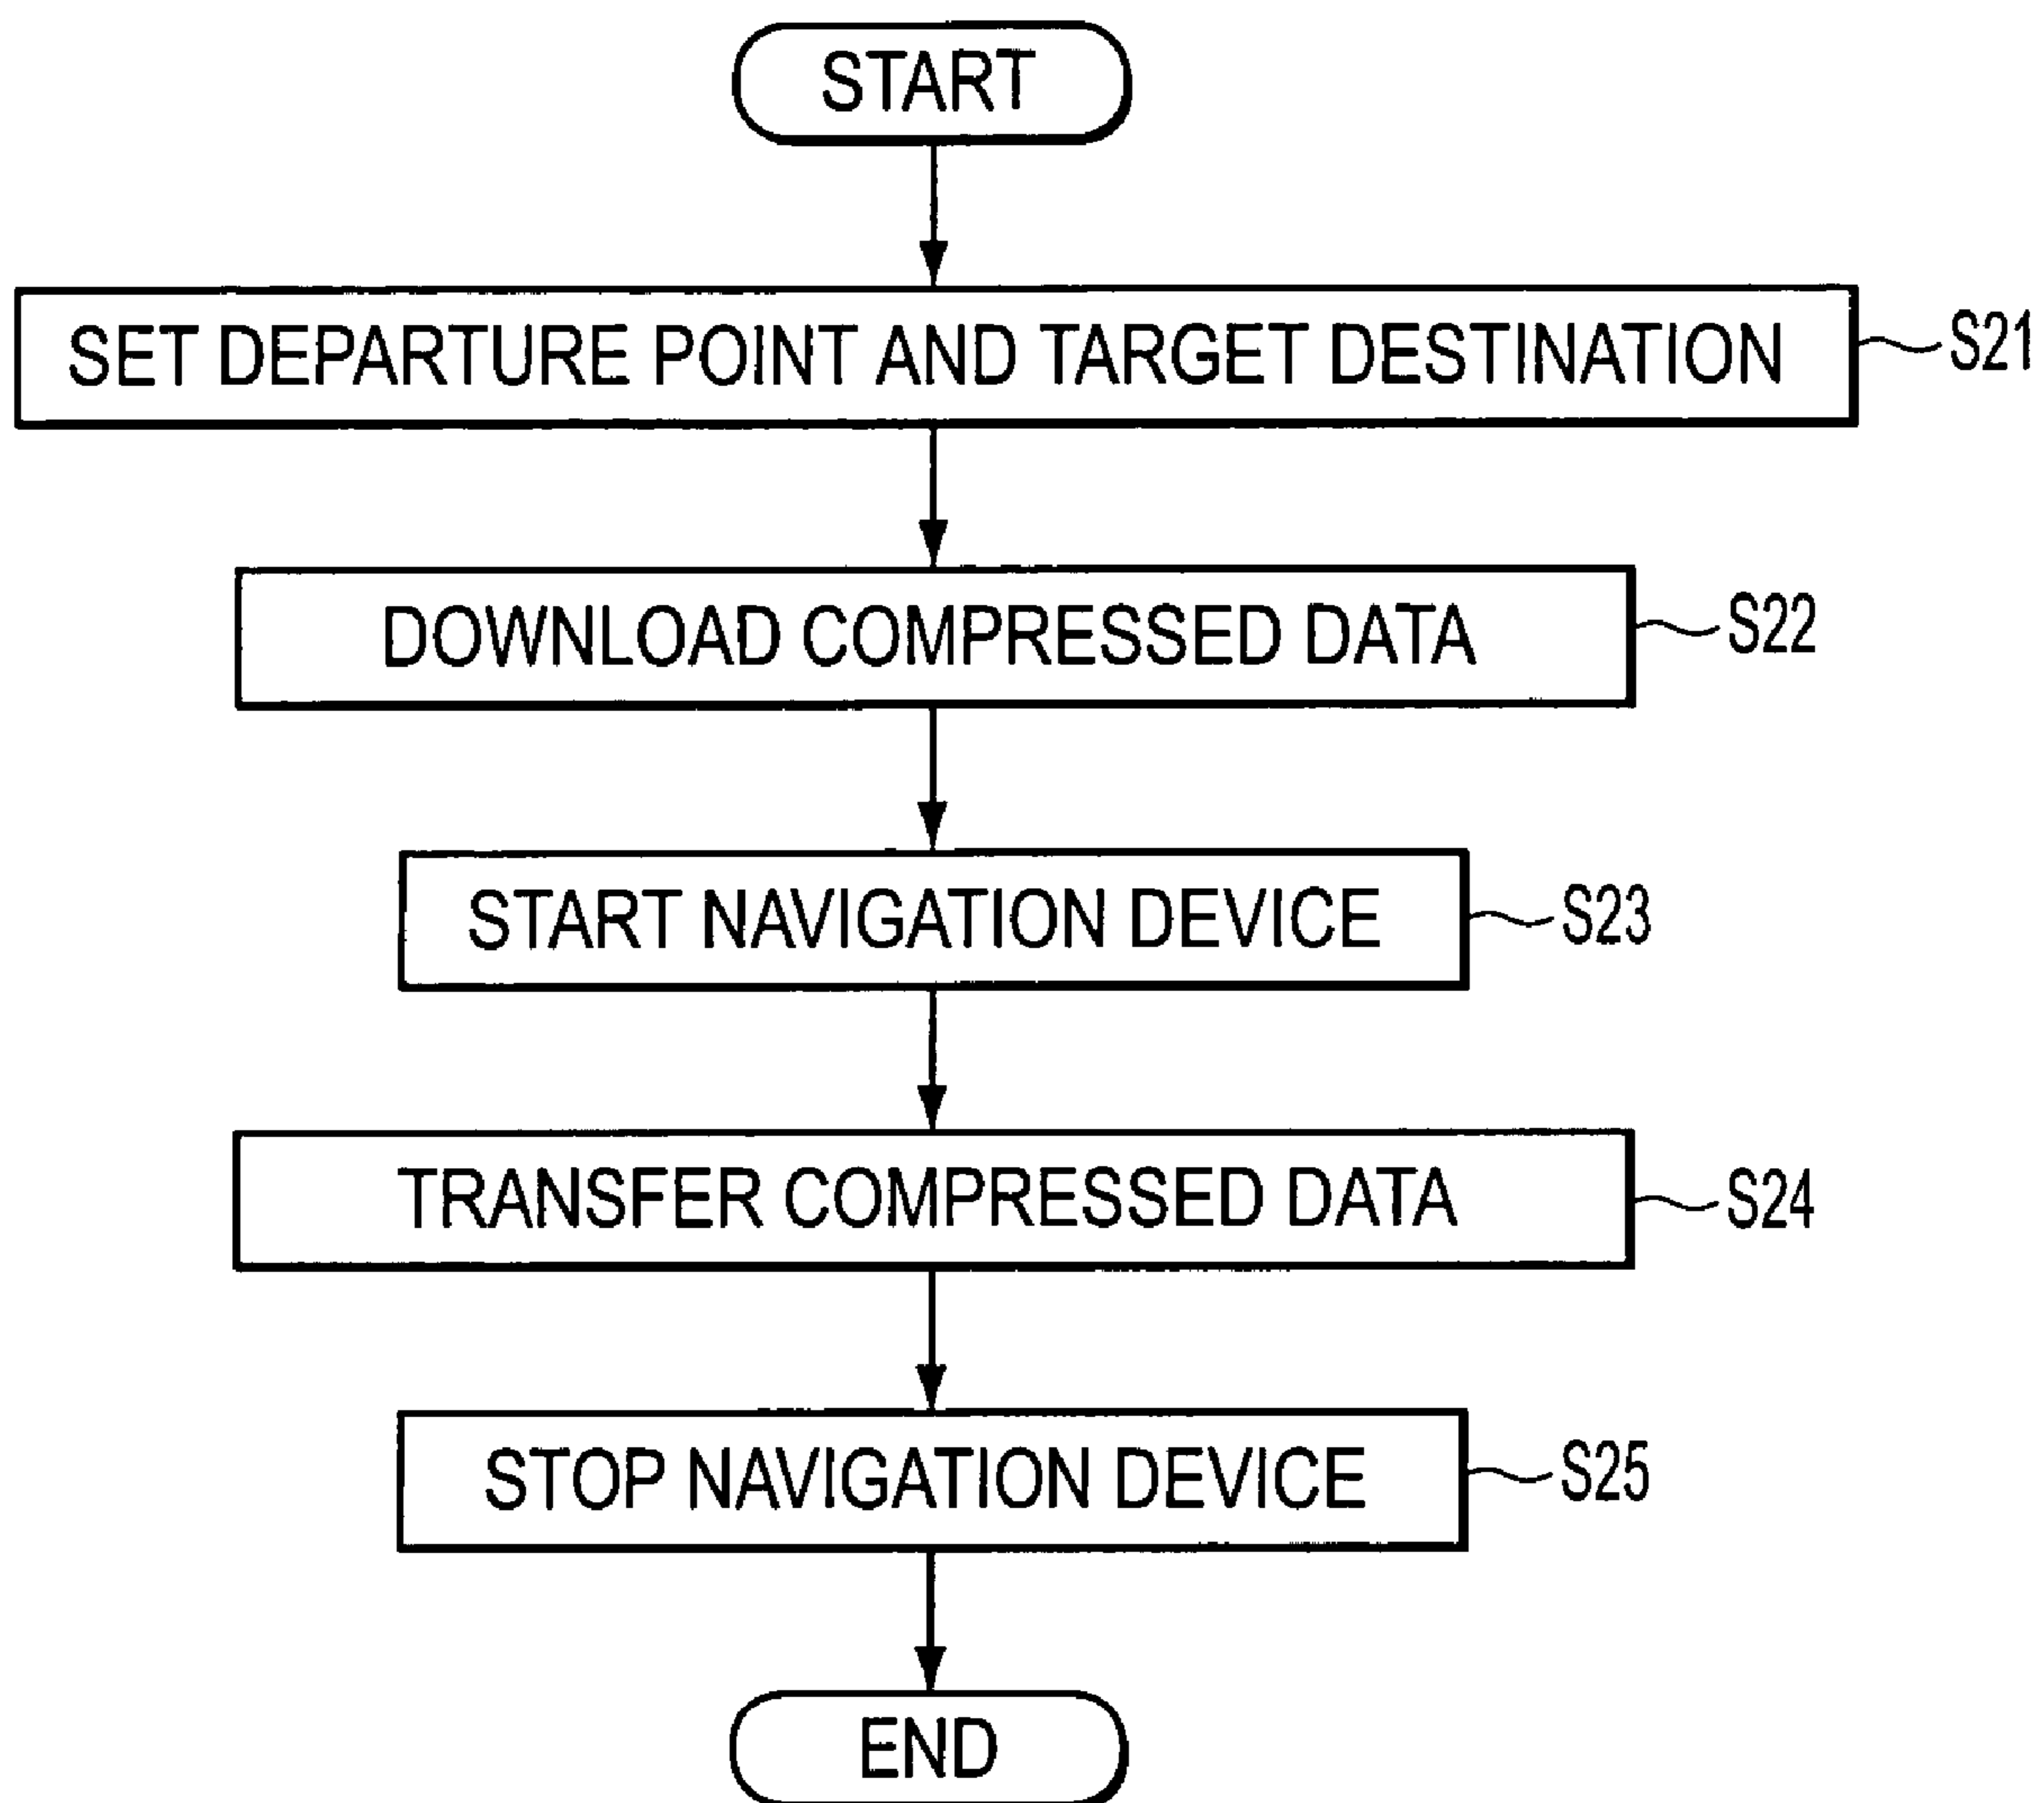 START
SET DEPARTURE POINT AND TARGET DESTINATION S21
DOWNLOAD COMPRESSED DATA S22
START NAVIGATION DEVICE S23
TRANSFER COMPRESSED DATA S24
STOP NAVIGATION DEVICE S25
END